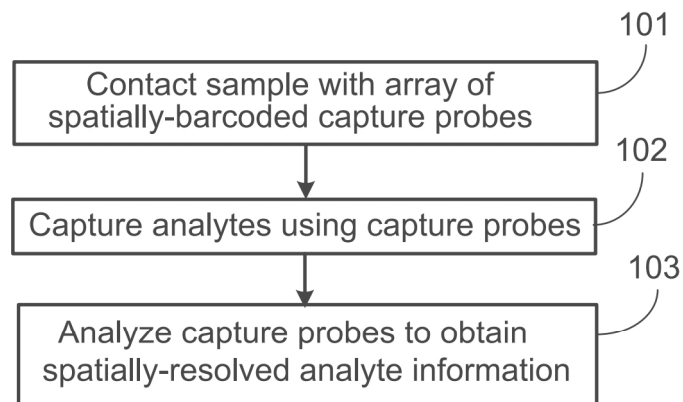 101
Contact sample with array of
spatially-barcoded capture probes
102
Capture analytes using capture probes
103
Analyze capture probes to obtain
spatially-resolved analyte information